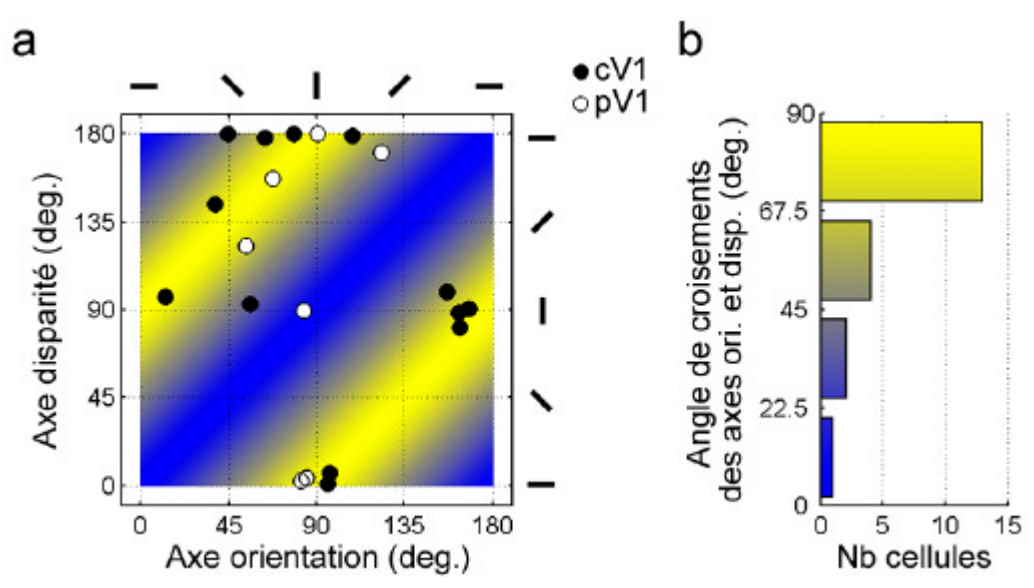 a
cV1
pV1
180
135
90
45
0
Axe disparité (deg.)
0 45 90 135 180
Axe orientation (deg.)
b
90
67.5
45
22.5
0
Angle de croisements
des axes ori. et disp. (deg.)
0 5 10 15
Nb cellules